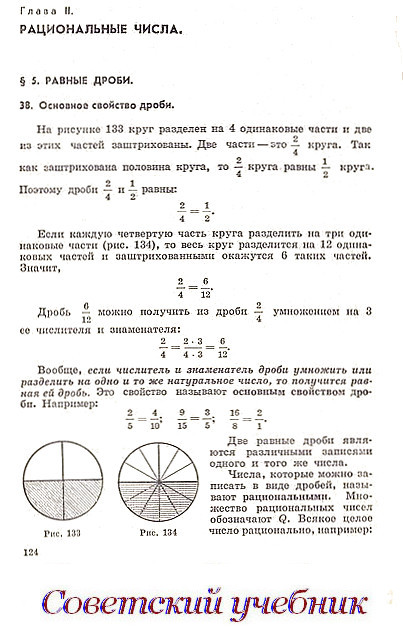 Глава II.
РАЦИОНАЛЬНЫЕ ЧИСЛА.
§ 5. РАВНЫЕ ДРОБИ.
38. Основное свойство дроби.
На рисунке 133 круг разделен на 4 одинаковые части и две
из этих частей заштрихованы. Две части — это 2/4 круга. Так
как заштрихована половина круга, то 2/4 круга равны 1/2 круга.
Поэтому дроби 2/4 и 1/2 равны:
2/4 = 1/2.
Если каждую четвертую часть круга разделить на три оди-
наковые части (рис. 134), то весь круг разделится на 12 одина-
ковых частей и заштрихованными окажутся 6 таких частей.
Значит,
2/4 = 6/12.
Дробь 6/12 можно получить из дроби 2/4 умножением на 3
ее числителя и знаменателя:
2/4 = 2·3/4·3 = 6/12.
Вообще, если числитель и знаменатель дроби умножить или
разделить на одно и то же натуральное число, то получится рав-
ная ей дробь. Это свойство называют основным свойством дро-
би. Например:
2/5 = 4/10; 9/15 = 3/5; 16/8 = 2/1.
Две равные дроби явля-
ются различными записями
одного и того же числа.
Числа, которые можно за-
писать в виде дробей, назы-
вают рациональными. Мно-
жество рациональных чисел
обозначают Q. Всякое целое
число рационально, например:
Рис. 133
Рис. 134
124
Советский учебник